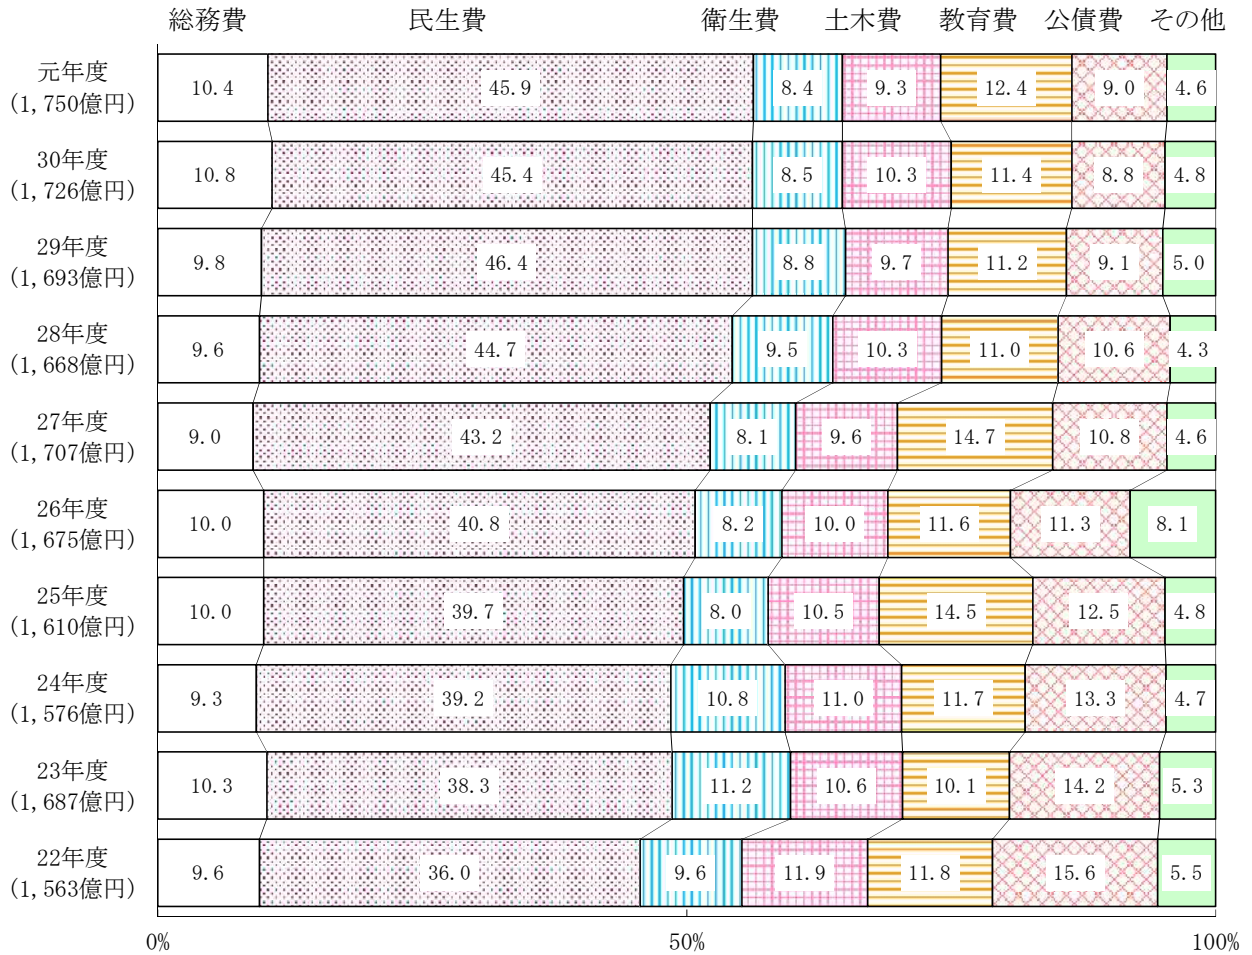 総務費 民生費 衛生費 土木費 教育費 公債費 その他
元年度
(1,750億円)
10.4 45.9 8.4 9.3 12.4 9.0 4.6
30年度
(1,726億円)
10.8 45.4 8.5 10.3 11.4 8.8 4.8
29年度
(1,693億円)
9.8 46.4 8.8 9.7 11.2 9.1 5.0
28年度
(1,668億円)
9.6 44.7 9.5 10.3 11.0 10.6 4.3
27年度
(1,707億円)
9.0 43.2 8.1 9.6 14.7 10.8 4.6
26年度
(1,675億円)
10.0 40.8 8.2 10.0 11.6 11.3 8.1
25年度
(1,610億円)
10.0 39.7 8.0 10.5 14.5 12.5 4.8
24年度
(1,576億円)
9.3 39.2 10.8 11.0 11.7 13.3 4.7
23年度
(1,687億円)
10.3 38.3 11.2 10.6 10.1 14.2 5.3
22年度
(1,563億円)
9.6 36.0 9.6 11.9 11.8 15.6 5.5
0% 50% 100%